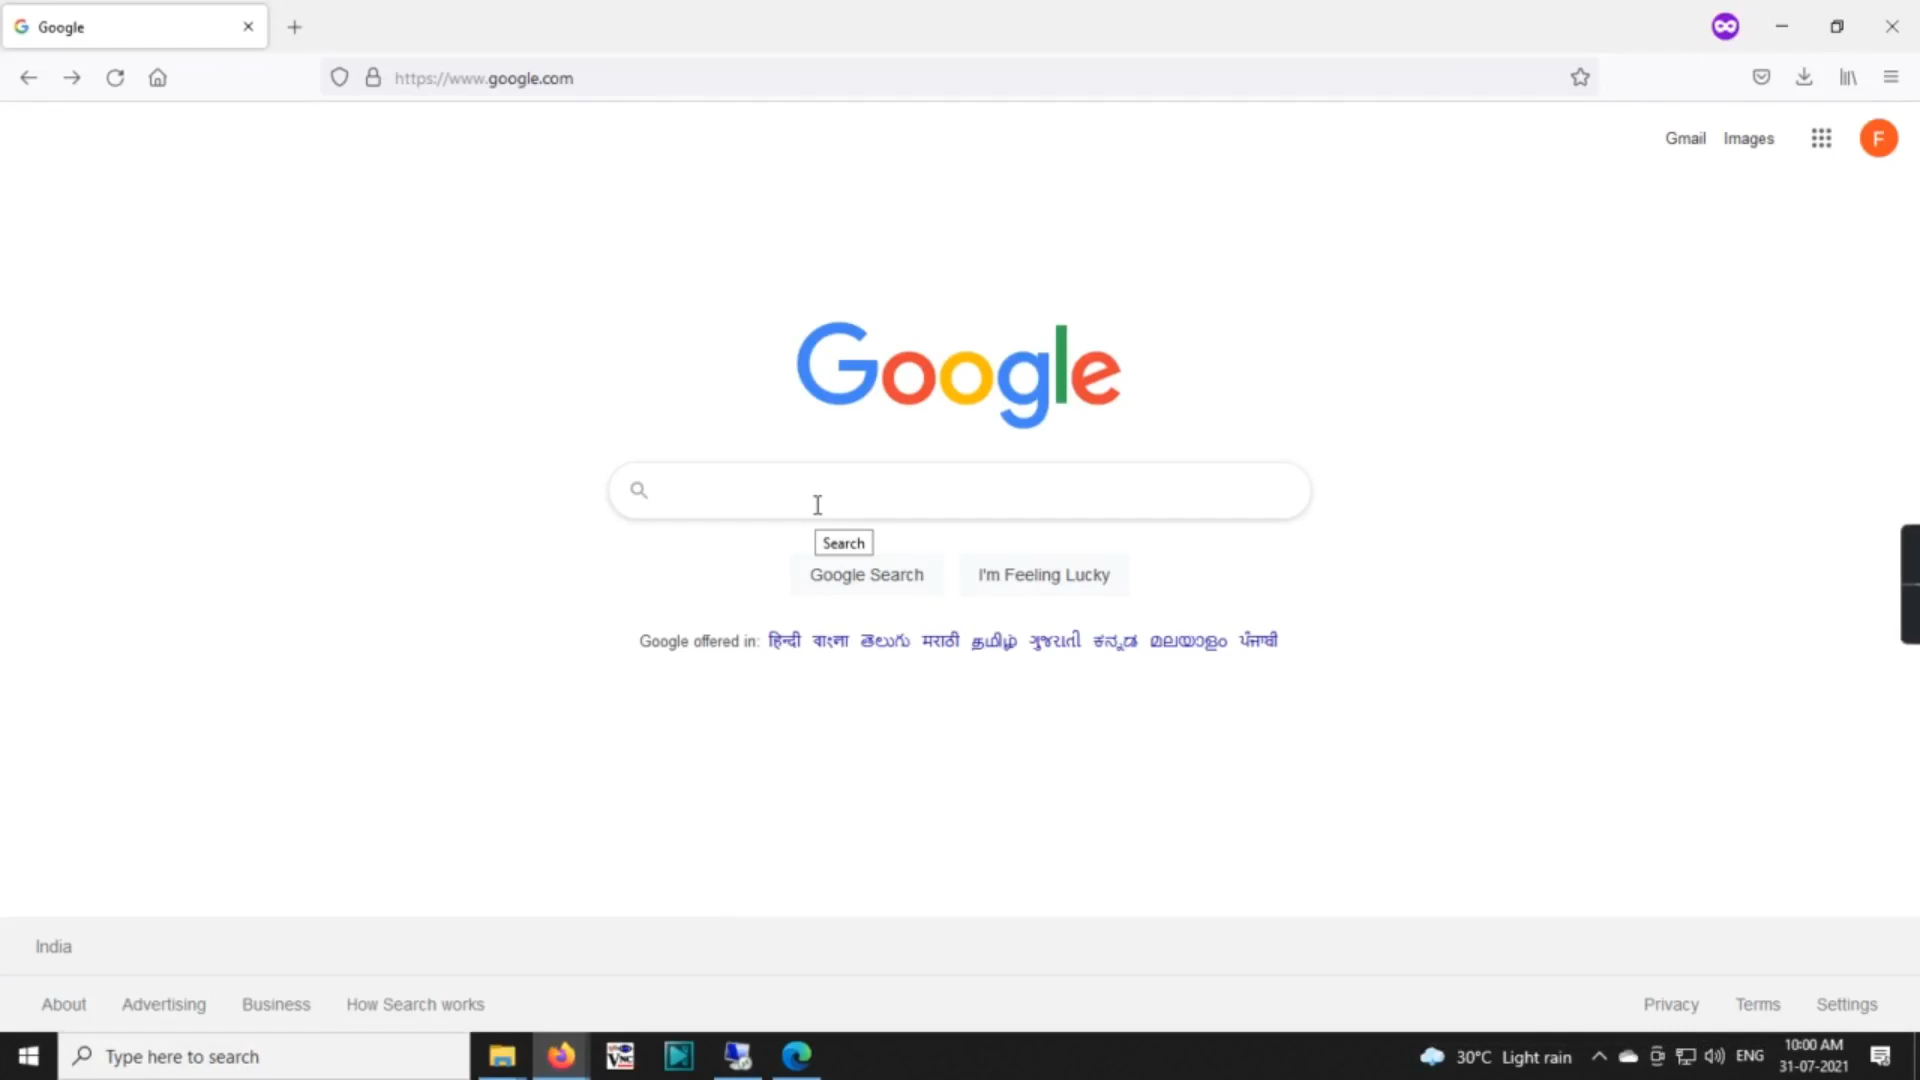 Google
https://www.google.com
Gmail Images F
Google
Search
Google Search I'm Feeling Lucky
Google offered in: हिन्दी বাংলা తెలుగు मराठी தமிழ் ગુજરાતી ಕನ್ನಡ മലയാളം ਪੰਜਾਬੀ
India
About Advertising Business How Search works Privacy Terms Settings
Type here to search VNC 30°C Light rain ENG 10:00 AM
31-07-2021